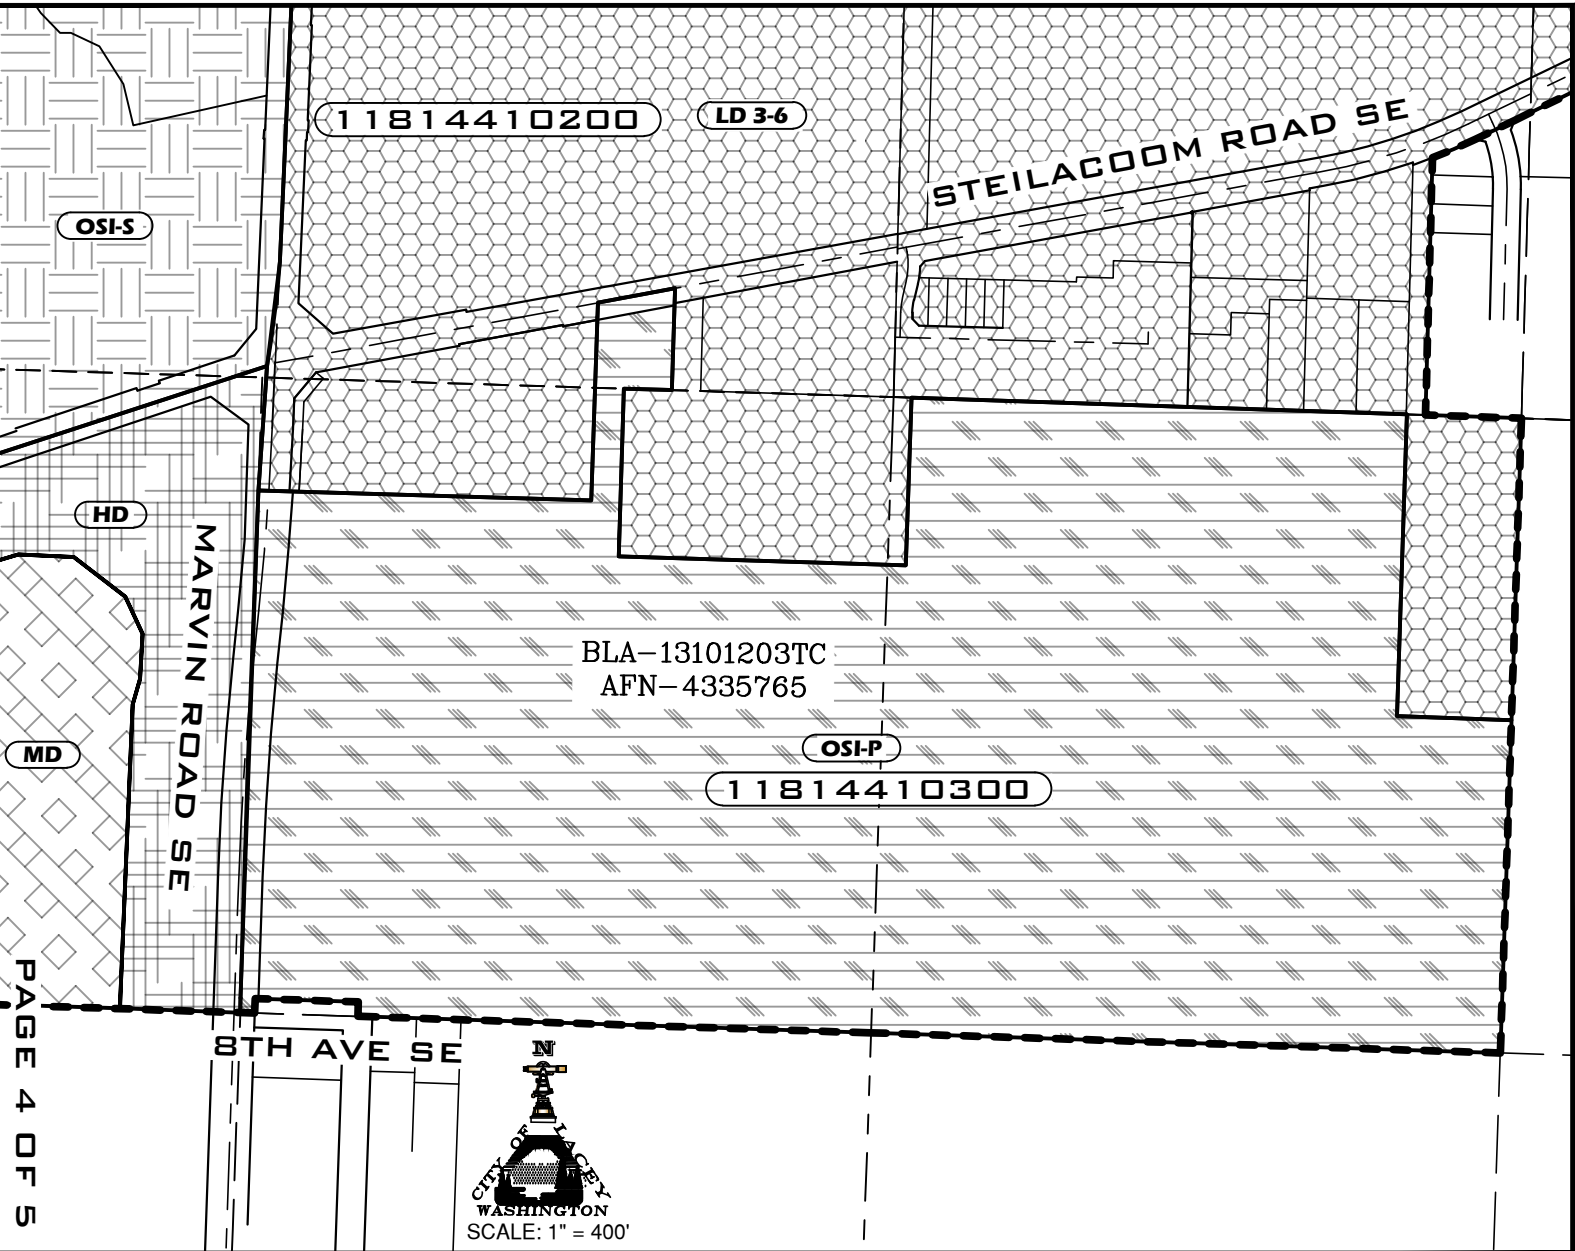 11814410200
LD 3-6
STEILACOOM ROAD SE
OSI-S
HD
MARVIN ROAD SE
BLA-13101203TC
AFN-4335765
OSI-P
MD
11814410300
PAGE 4 OF 5
8TH AVE SE
N
CITY OF LACEY
WASHINGTON
SCALE: 1" = 400'